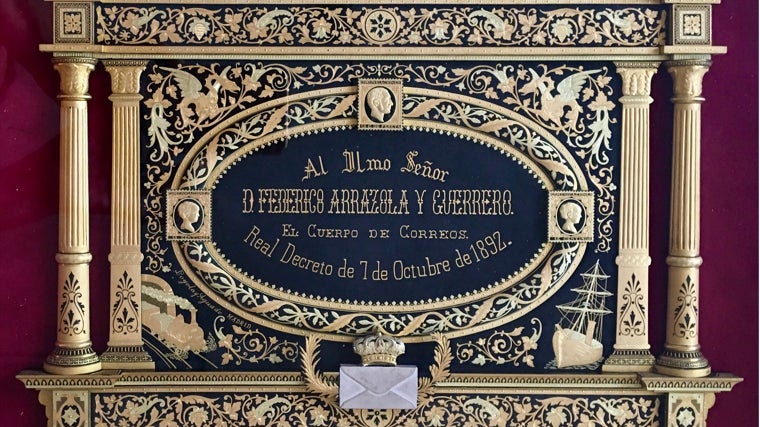 Al Ilmo Señor
D. FEDERICO ARRAZOLA Y GUERRERO.
EL CUERPO DE CORREOS.
Real Decreto de 7 de Octubre de 1892.
MADRID